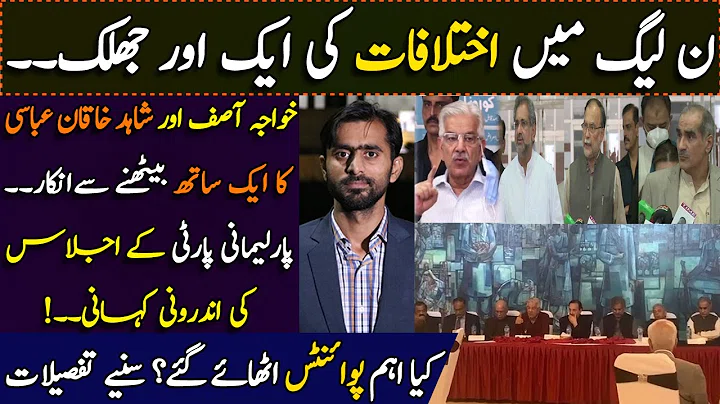 ن لیگ میں اختلافات کی ایک اور جھلک۔۔
خواجہ آصف اور شاہد خاقان عباسی
کا ایک ساتھ بیٹھنے سے انکار۔۔
پارلیمانی پارٹی کے اجلاس
کی اندرونی کہانی۔۔!
کیا اہم پوائنٹس اٹھائے گئے؟ سنیے تفصیلات